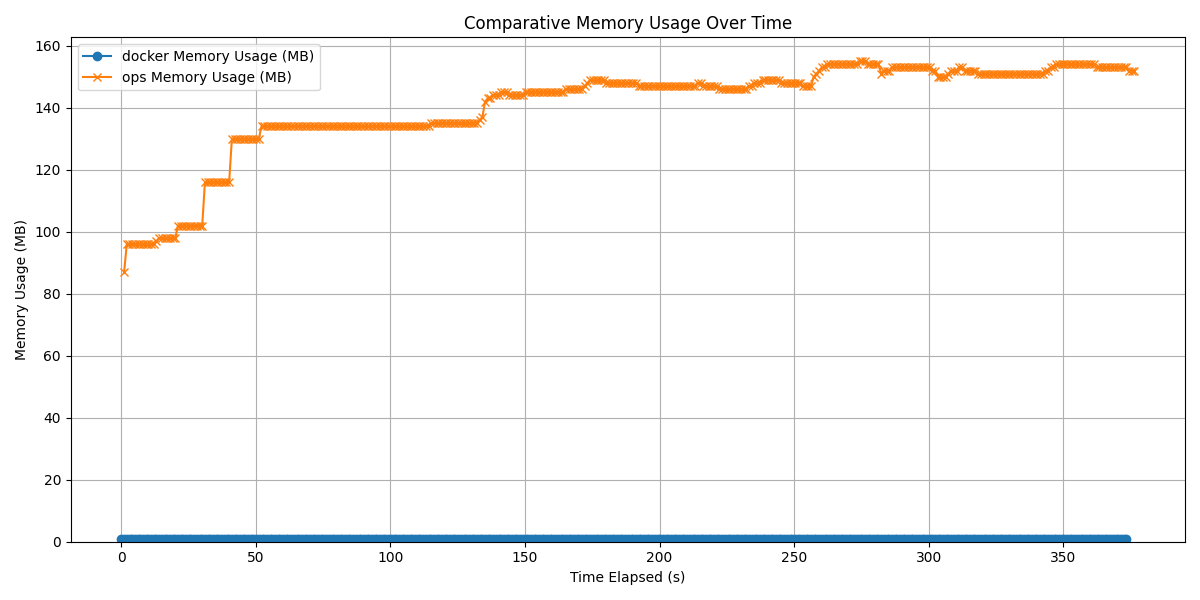 Comparative Memory Usage Over Time
docker Memory Usage (MB)
ops Memory Usage (MB)
Memory Usage (MB)
160
140
120
100
80
60
40
20
0
0 50 100 150 200 250 300 350
Time Elapsed (s)